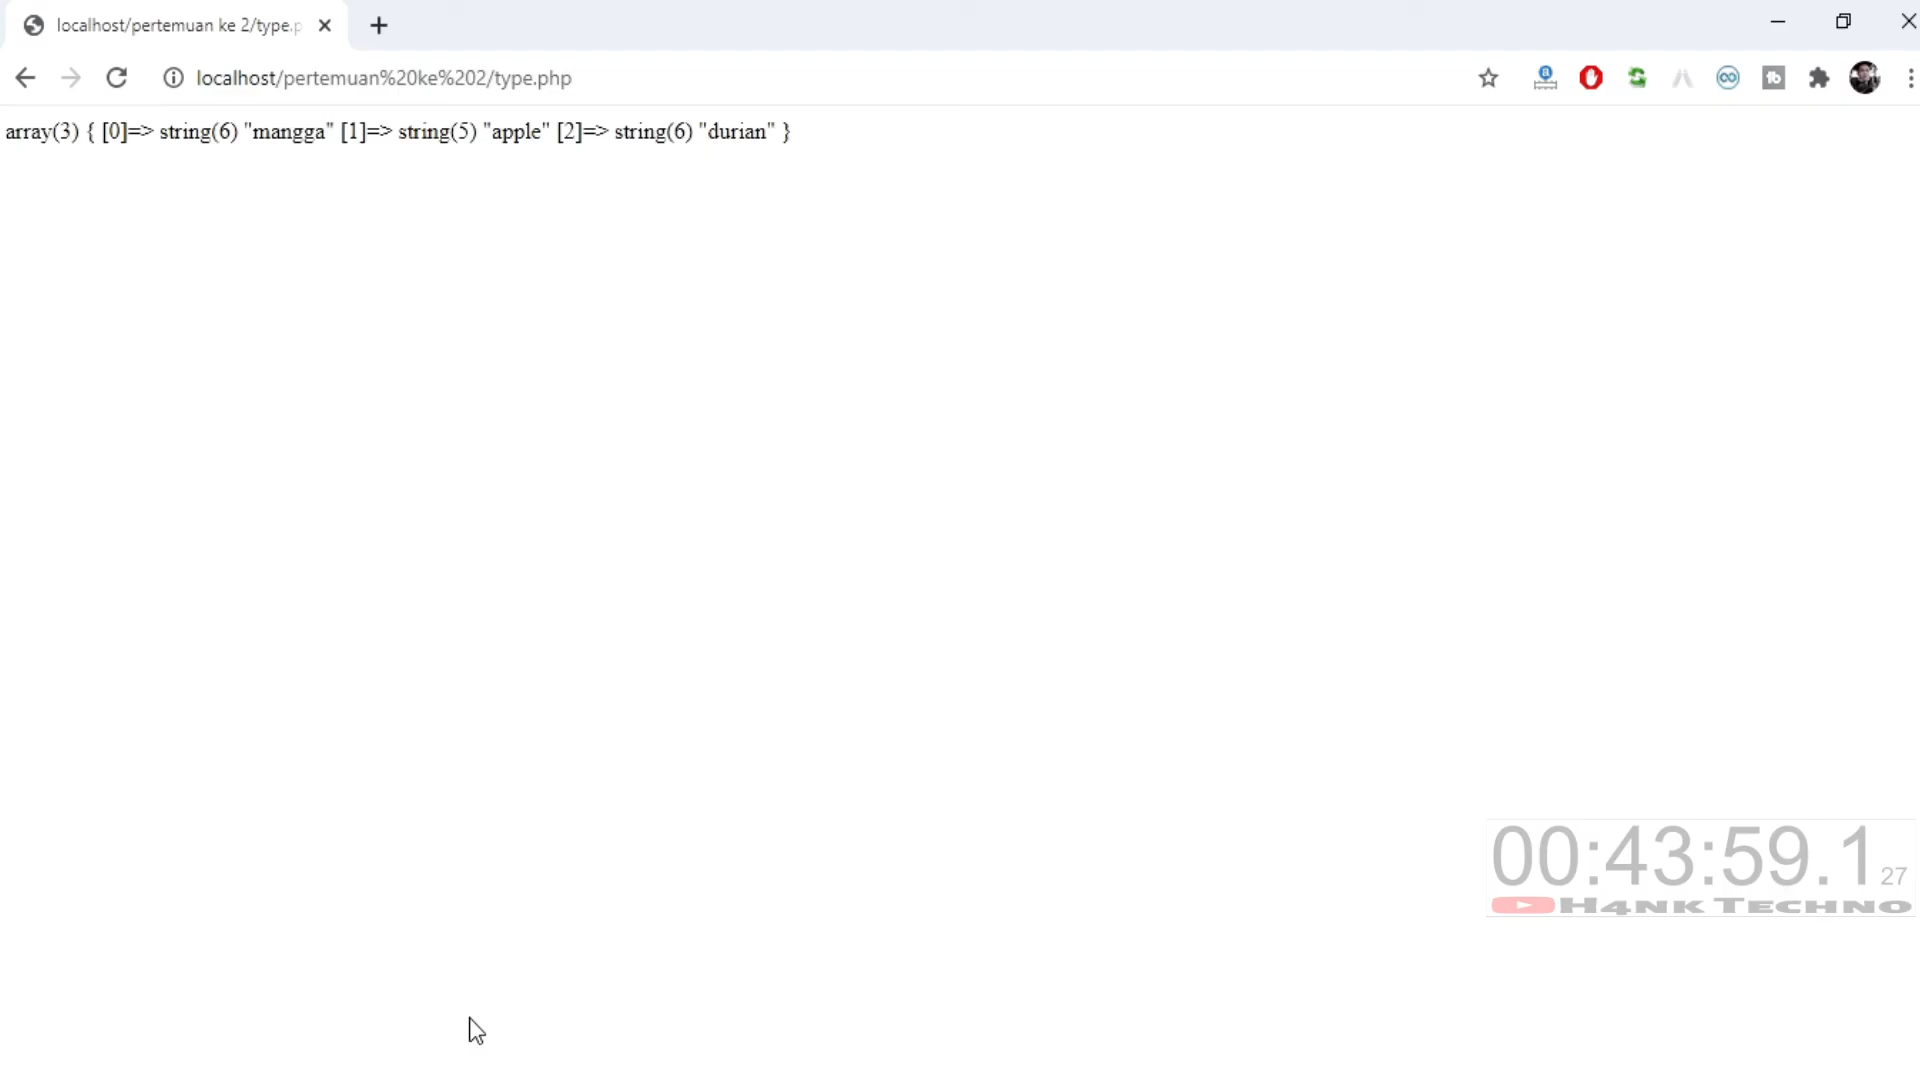 localhost/pertemuan ke 2/type.p
localhost/pertemuan%20ke%202/type.php
array(3) { [0]=> string(6) "mangga" [1]=> string(5) "apple" [2]=> string(6) "durian" }
00:43:59.1 27
H4NK TECHNO